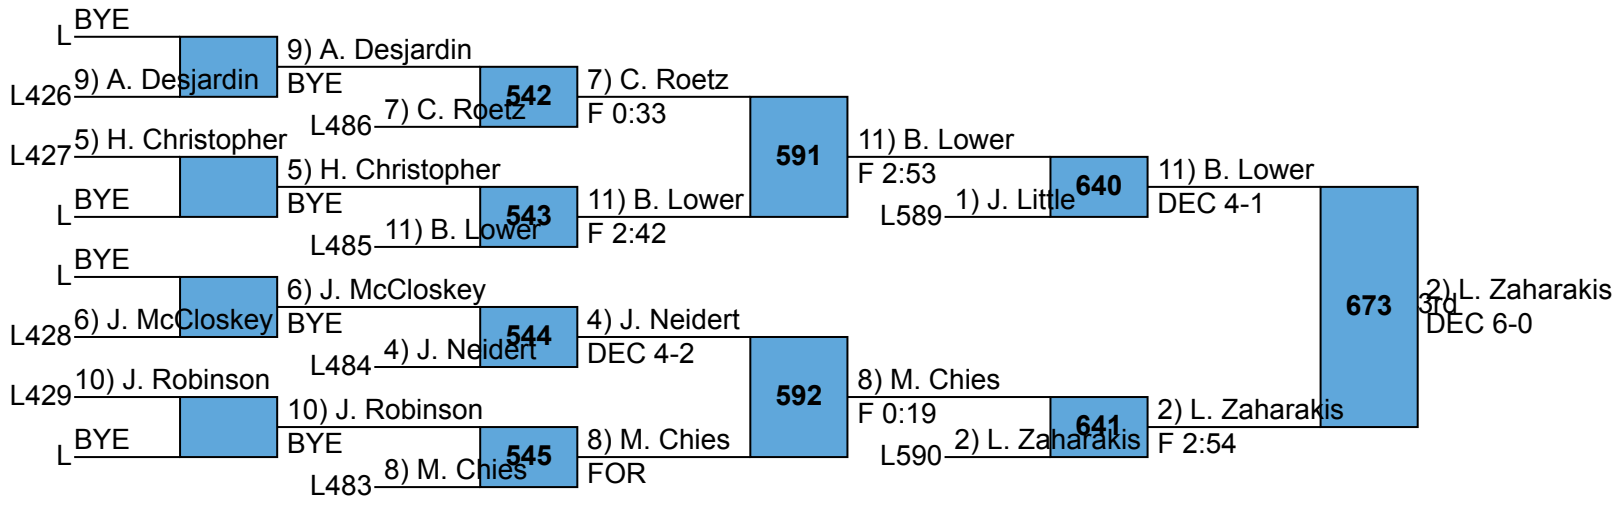 BYE
L
9) A. Desjardin
L426
9) A. Desjardin
BYE
542
7) C. Roetz
L486
7) C. Roetz
F 0:33
5) H. Christopher
L427
BYE
L
5) H. Christopher
BYE
543
11) B. Lower
L485
11) B. Lower
F 2:42
591
11) B. Lower
F 2:53
640
1) J. Little
L589
11) B. Lower
DEC 4-1
BYE
L
6) J. McCloskey
L428
6) J. McCloskey
BYE
544
4) J. Neidert
L484
4) J. Neidert
DEC 4-2
10) J. Robinson
L429
BYE
L
10) J. Robinson
BYE
545
8) M. Chies
L483
8) M. Chies
FOR
592
8) M. Chies
F 0:19
641
2) L. Zaharakis
L590
2) L. Zaharakis
F 2:54
673
2) L. Zaharakis
3rd
DEC 6-0